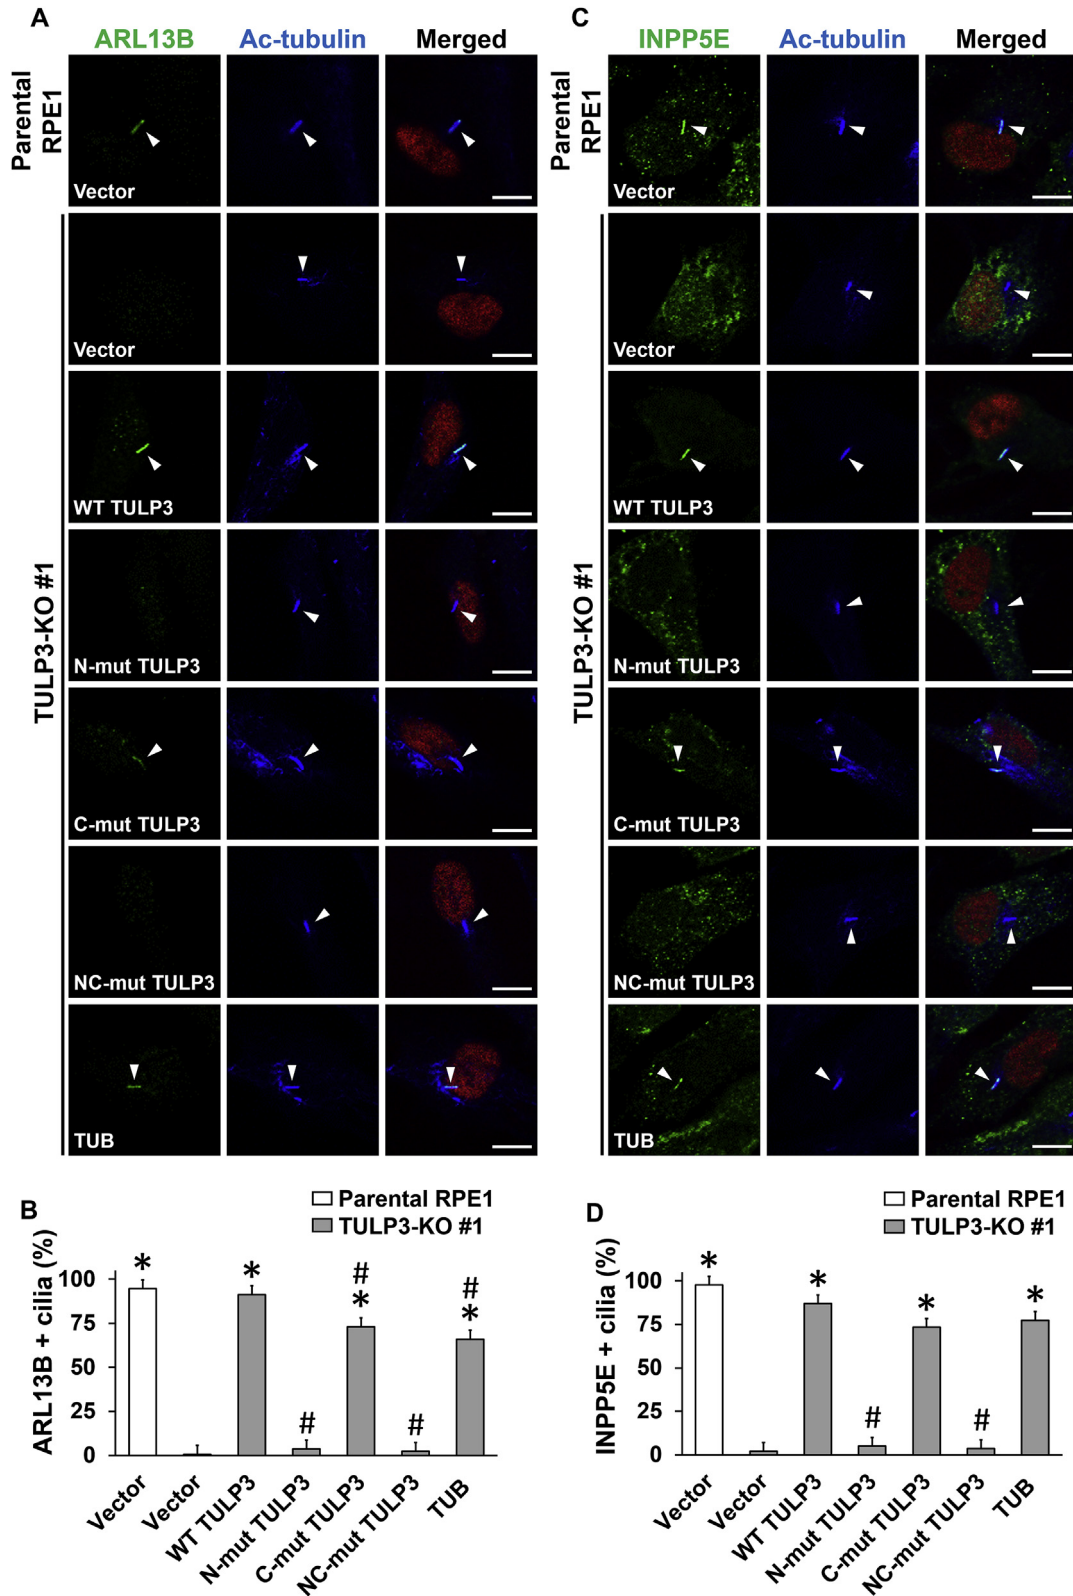 A
ARL13B
Ac-tubulin
Merged
Parental
RPE1
Vector
TULP3-KO #1
Vector
WT TULP3
N-mut TULP3
C-mut TULP3
NC-mut TULP3
TUB
C
INPP5E
Ac-tubulin
Merged
Parental
RPE1
Vector
TULP3-KO #1
Vector
WT TULP3
N-mut TULP3
C-mut TULP3
NC-mut TULP3
TUB
B
Parental RPE1
TULP3-KO #1
ARL13B + cilia (%)
100
75
50
25
0
*
*
#
#
*
#
#
*
Vector
Vector
WT TULP3
N-mut TULP3
C-mut TULP3
NC-mut TULP3
TUB
D
Parental RPE1
TULP3-KO #1
INPP5E + cilia (%)
100
75
50
25
0
*
*
#
*
#
*
Vector
Vector
WT TULP3
N-mut TULB3
C-mut TULP3
NC-mut TULP3
TUB